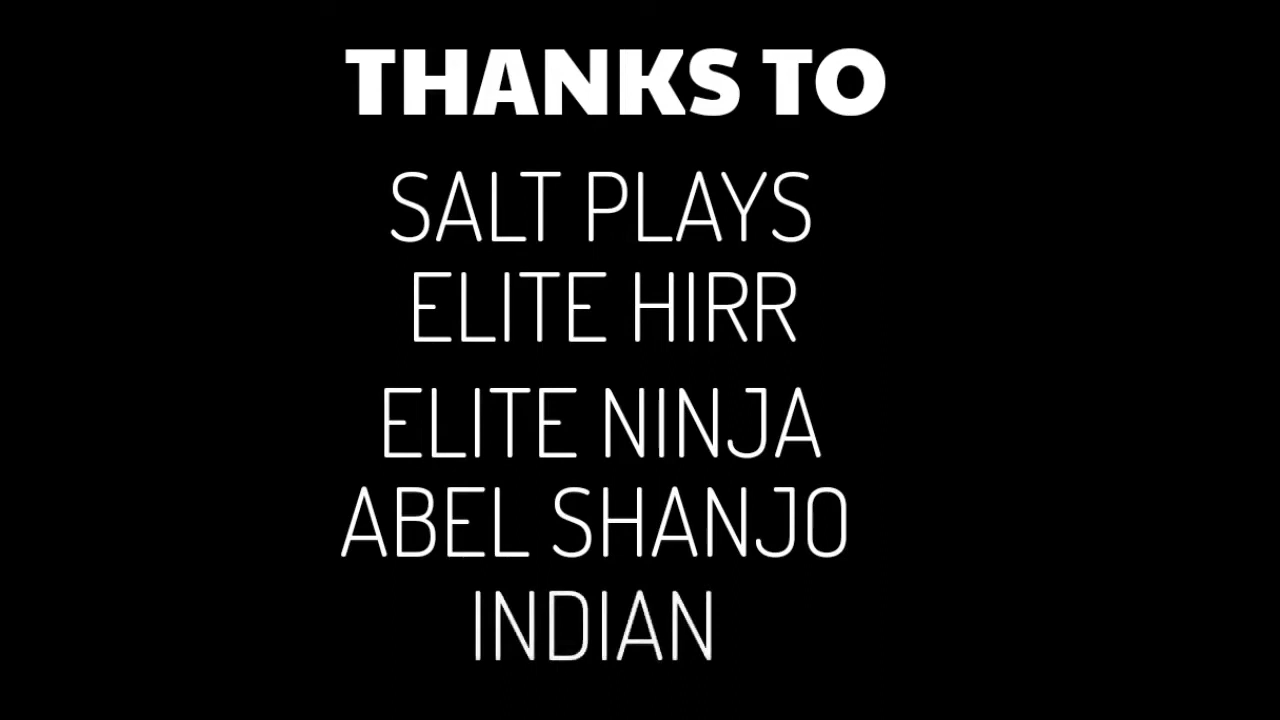 THANKS TO
SALT PLAYS
ELITE HIRR
ELITE NINJA
ABEL SHANJO
INDIAN